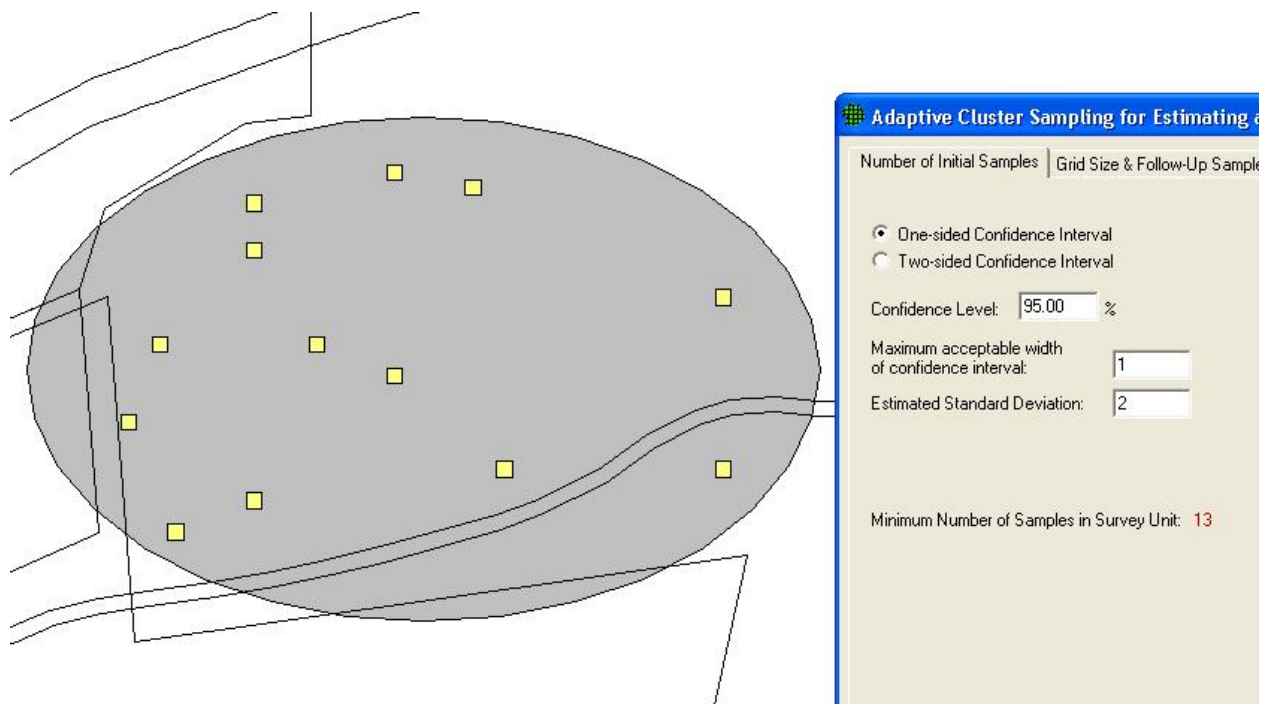 Adaptive Cluster Sampling for Estimating a
Number of Initial Samples
Grid Size & Follow-Up Sample
One-sided Confidence Interval
Two-sided Confidence Interval
Confidence Level: 95.00 %
Maximum acceptable width
of confidence interval: 1
Estimated Standard Deviation: 2
Minimum Number of Samples in Survey Unit: 13